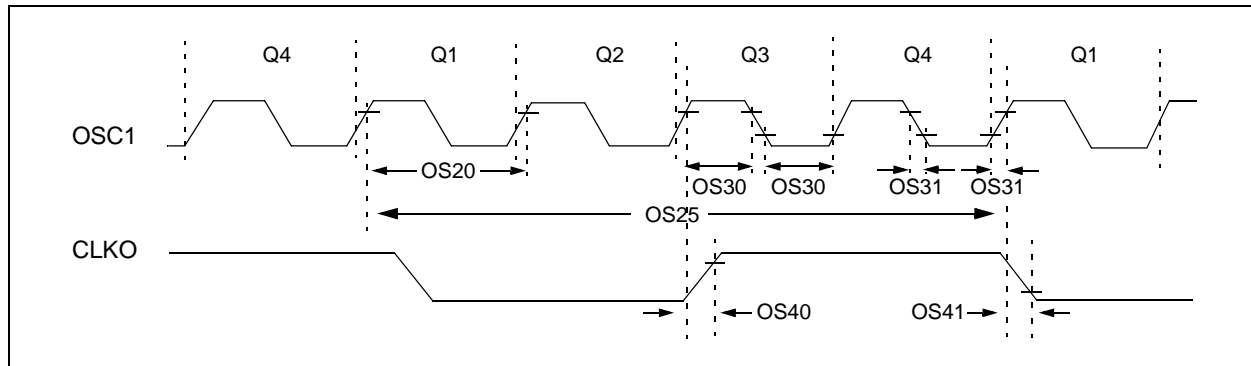 Q4 Q1 Q2 Q3 Q4 Q1
OSC1
OS20
OS30 OS30 OS31 OS31
OS25
CLKO
OS40 OS41